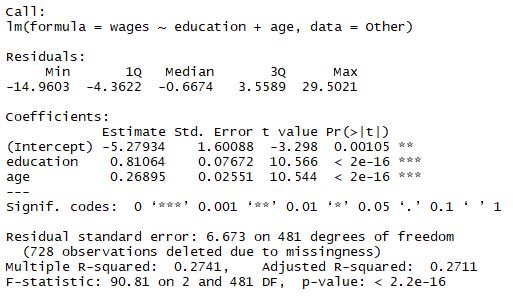 Call:
lm(formula = wages ~ education + age, data = Other)
Residuals:
Min 1Q Median 3Q Max
-14.9603 -4.3622 -0.6674 3.5589 29.5021
Coefficients:
Estimate Std. Error t value Pr(>|t|)
(Intercept) -5.27934 1.60088 -3.298 0.00105 **
education 0.81064 0.07672 10.566 < 2e-16 ***
age 0.26895 0.02551 10.544 < 2e-16 ***
---
Signif. codes: 0 ‘***’ 0.001 ‘**’ 0.01 ‘*’ 0.05 ‘.’ 0.1 ‘ ’ 1
Residual standard error: 6.673 on 481 degrees of freedom
(728 observations deleted due to missingness)
Multiple R-squared: 0.2741, Adjusted R-squared: 0.2711
F-statistic: 90.81 on 2 and 481 DF, p-value: < 2.2e-16